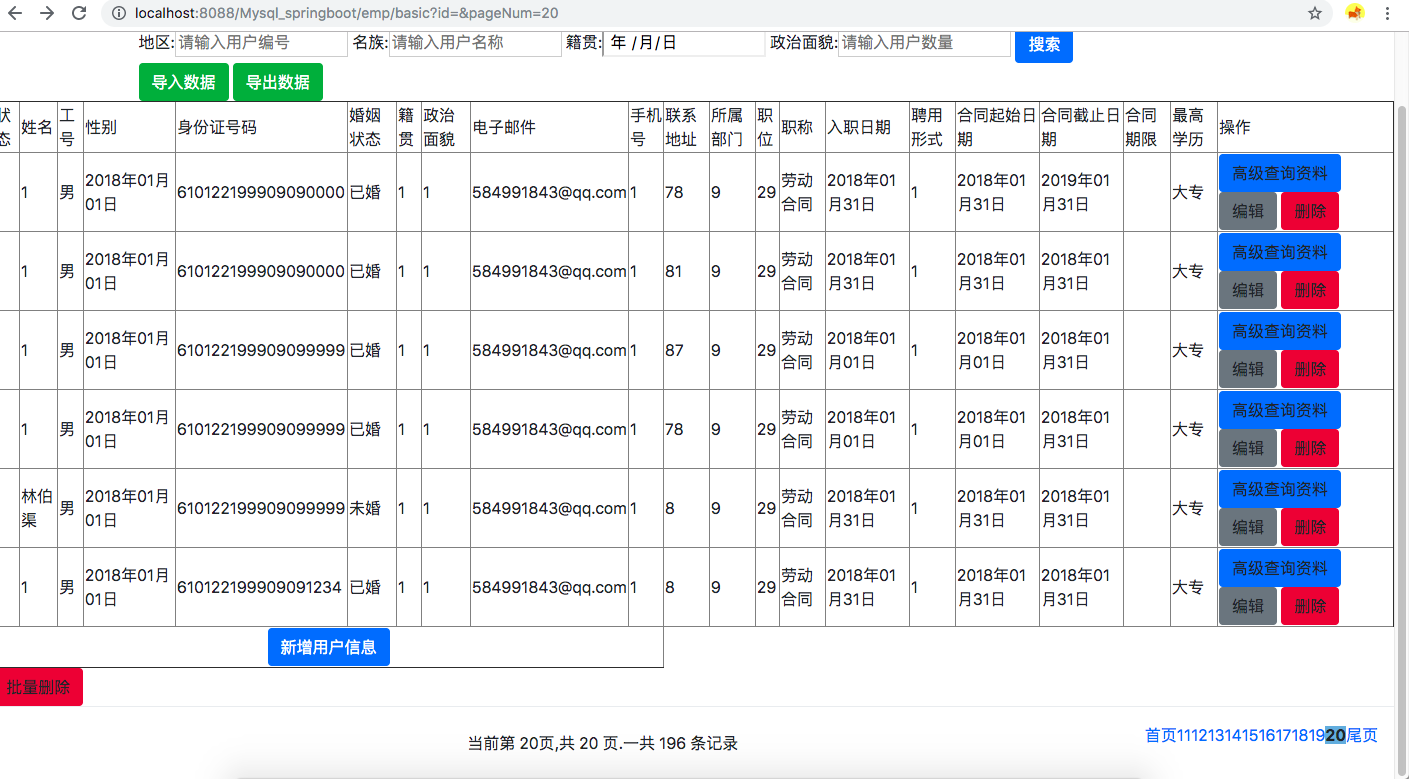 localhost:8088/Mysql_springboot/emp/basic?id=&pageNum=20
地区: 请输入用户编号 名族: 请输入用户名称 籍贯: 年 /月/日 政治面貌: 请输入用户数量 搜索
导入数据 导出数据
状态 姓名 工号 性别 身份证号码 婚姻状态 籍贯 政治面貌 电子邮件 手机号 联系地址 所属部门 职位 职称 入职日期 聘用形式 合同起始日期 合同截止日期 合同期限 最高学历 操作
1 男 2018年01月01日 610122199909090000 已婚 1 1 584991843@qq.com 1 78 9 29 劳动合同 2018年01月31日 1 2018年01月31日 2019年01月31日 大专 高级查询资料 编辑 删除
1 男 2018年01月01日 610122199909090000 已婚 1 1 584991843@qq.com 1 81 9 29 劳动合同 2018年01月31日 1 2018年01月31日 2018年01月31日 大专 高级查询资料 编辑 删除
1 男 2018年01月01日 610122199909099999 已婚 1 1 584991843@qq.com 1 87 9 29 劳动合同 2018年01月01日 1 2018年01月01日 2018年01月31日 大专 高级查询资料 编辑 删除
1 男 2018年01月01日 610122199909099999 已婚 1 1 584991843@qq.com 1 78 9 29 劳动合同 2018年01月01日 1 2018年01月01日 2018年01月31日 大专 高级查询资料 编辑 删除
林伯渠 男 2018年01月01日 610122199909099999 未婚 1 1 584991843@qq.com 1 8 9 29 劳动合同 2018年01月31日 1 2018年01月31日 2018年01月31日 大专 高级查询资料 编辑 删除
1 男 2018年01月01日 610122199909091234 已婚 1 1 584991843@qq.com 1 8 9 29 劳动合同 2018年01月31日 1 2018年01月31日 2018年01月31日 大专 高级查询资料 编辑 删除
新增用户信息
批量删除
首页11121314151617181920尾页
当前第 20页,共 20 页.一共 196 条记录